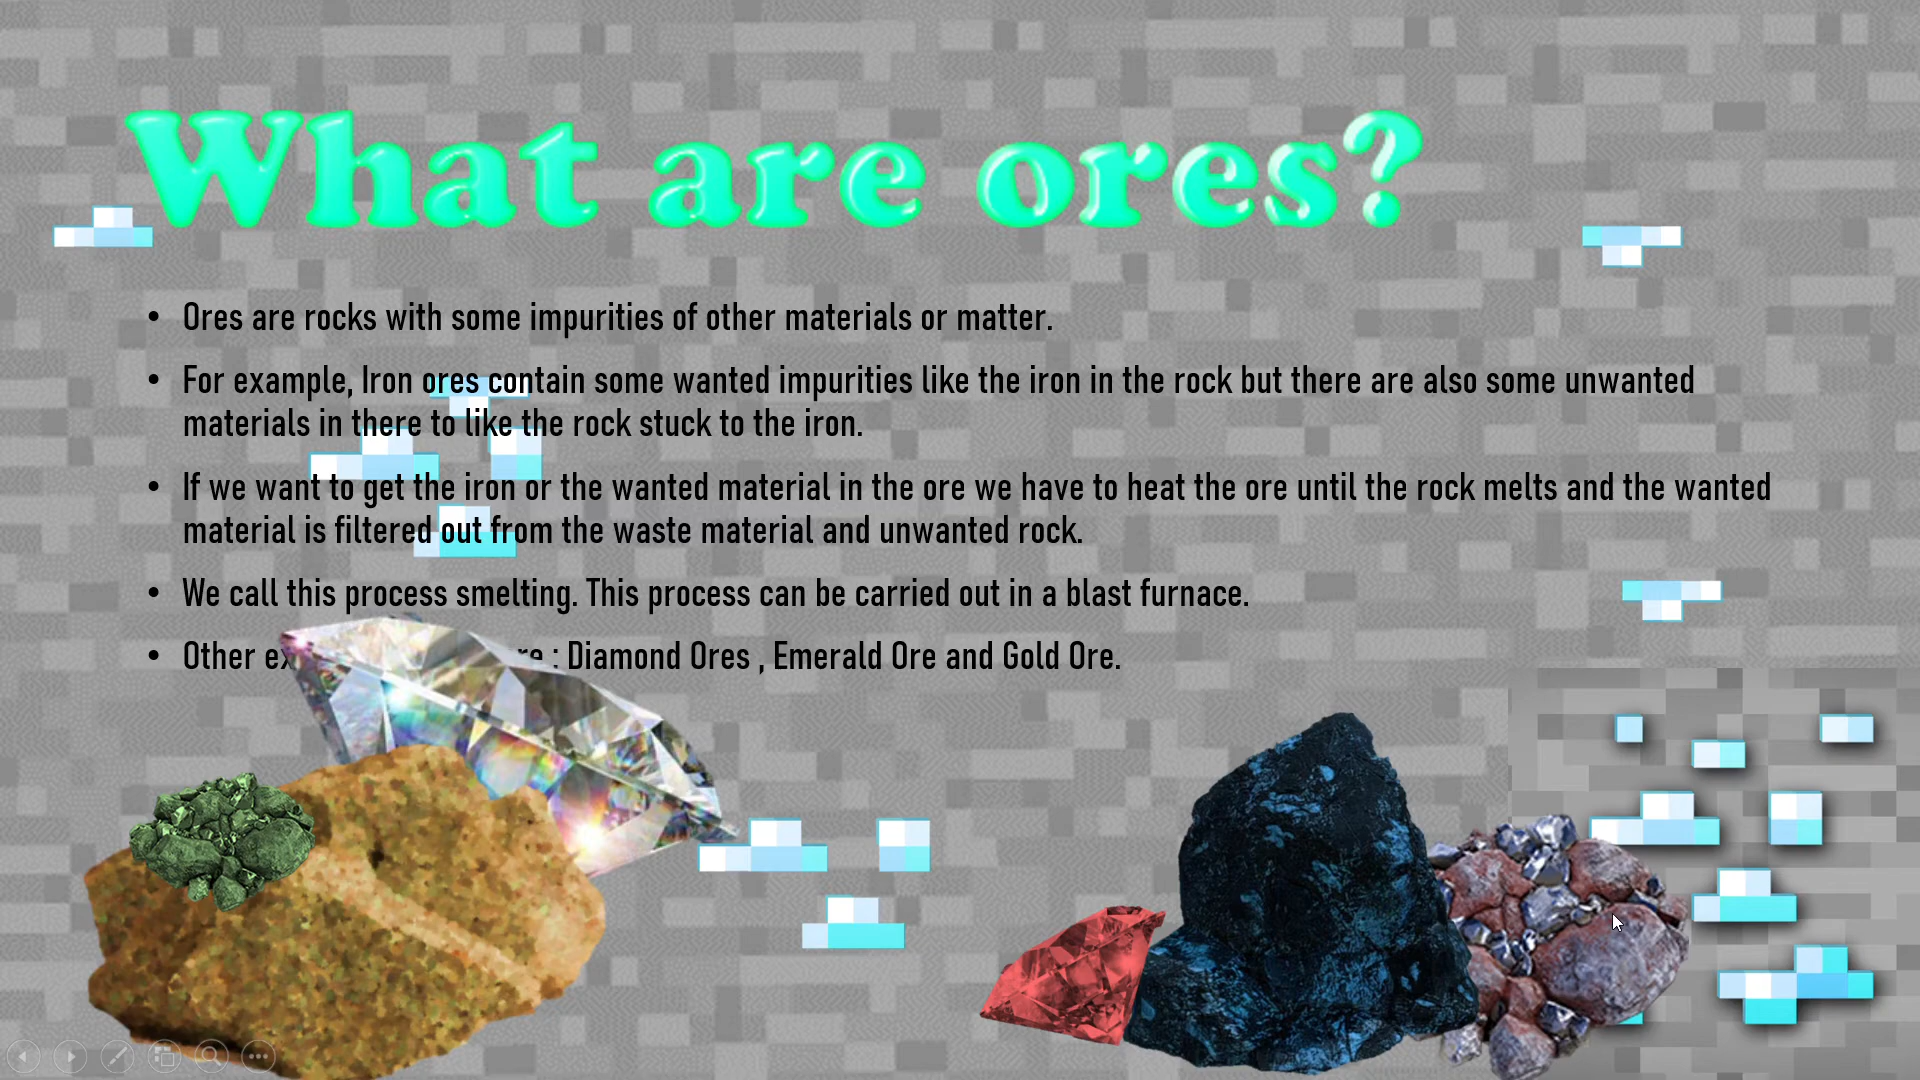 What are ores?
• Ores are rocks with some impurities of other materials or matter.
• For example, Iron ores contain some wanted impurities like the iron in the rock but there are also some unwanted
materials in there to like the rock stuck to the iron.
• If we want to get the iron or the wanted material in the ore we have to heat the ore until the rock melts and the wanted
material is filtered out from the waste material and unwanted rock.
• We call this process smelting. This process can be carried out in a blast furnace.
• Other : Diamond Ores , Emerald Ore and Gold Ore.